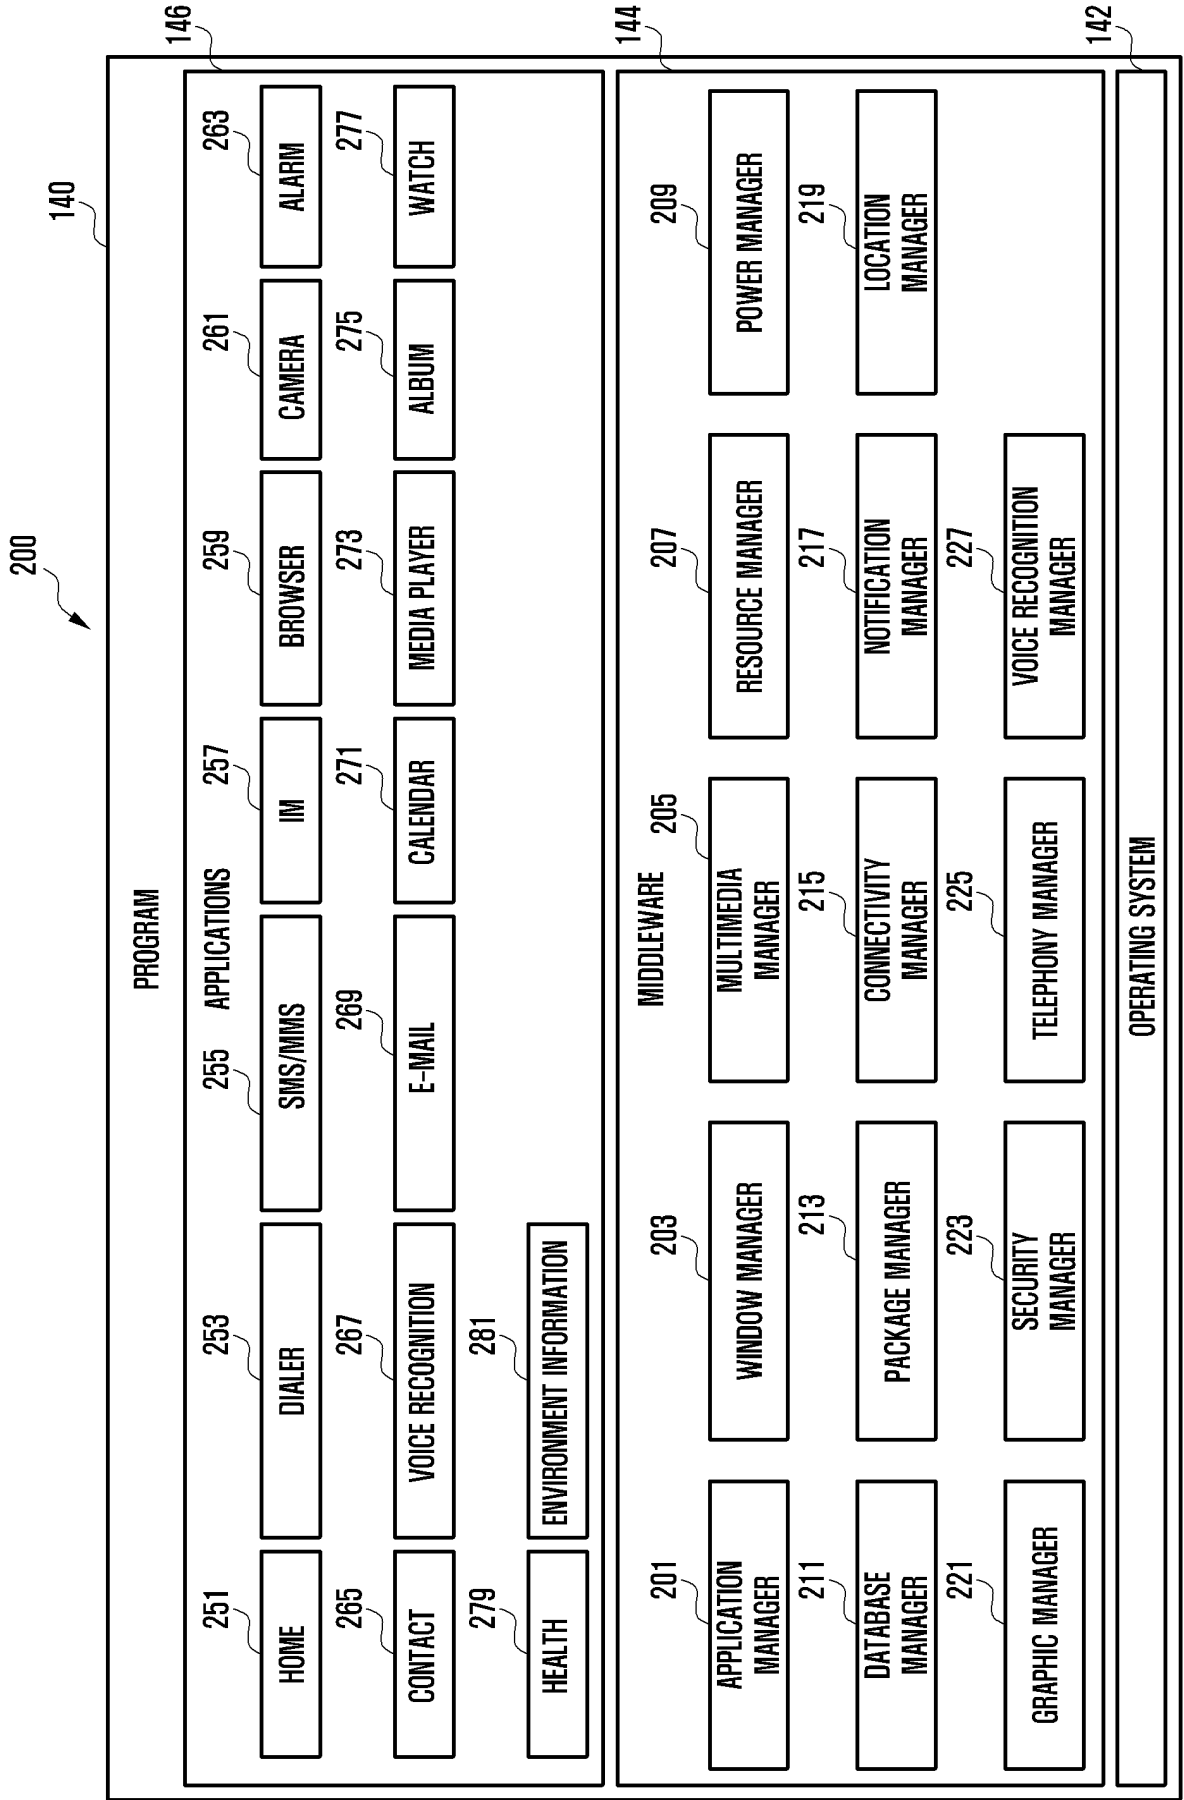 200
140
PROGRAM
146
APPLICATIONS
251
253
255
257
259
261
263
HOME
DIALER
SMS/MMS
IM
BROWSER
CAMERA
ALARM
265
267
269
271
273
275
277
CONTACT
VOICE RECOGNITION
E-MAIL
CALENDAR
MEDIA PLAYER
ALBUM
WATCH
279
281
HEALTH
ENVIRONMENT INFORMATION
144
MIDDLEWARE
201
203
205
207
209
APPLICATION
MANAGER
WINDOW MANAGER
MULTIMEDIA
MANAGER
RESOURCE MANAGER
POWER MANAGER
211
213
215
217
219
DATABASE
MANAGER
PACKAGE MANAGER
CONNECTIVITY
MANAGER
NOTIFICATION
MANAGER
LOCATION
MANAGER
221
223
225
227
GRAPHIC MANAGER
SECURITY
MANAGER
TELEPHONY MANAGER
VOICE RECOGNITION
MANAGER
142
OPERATING SYSTEM